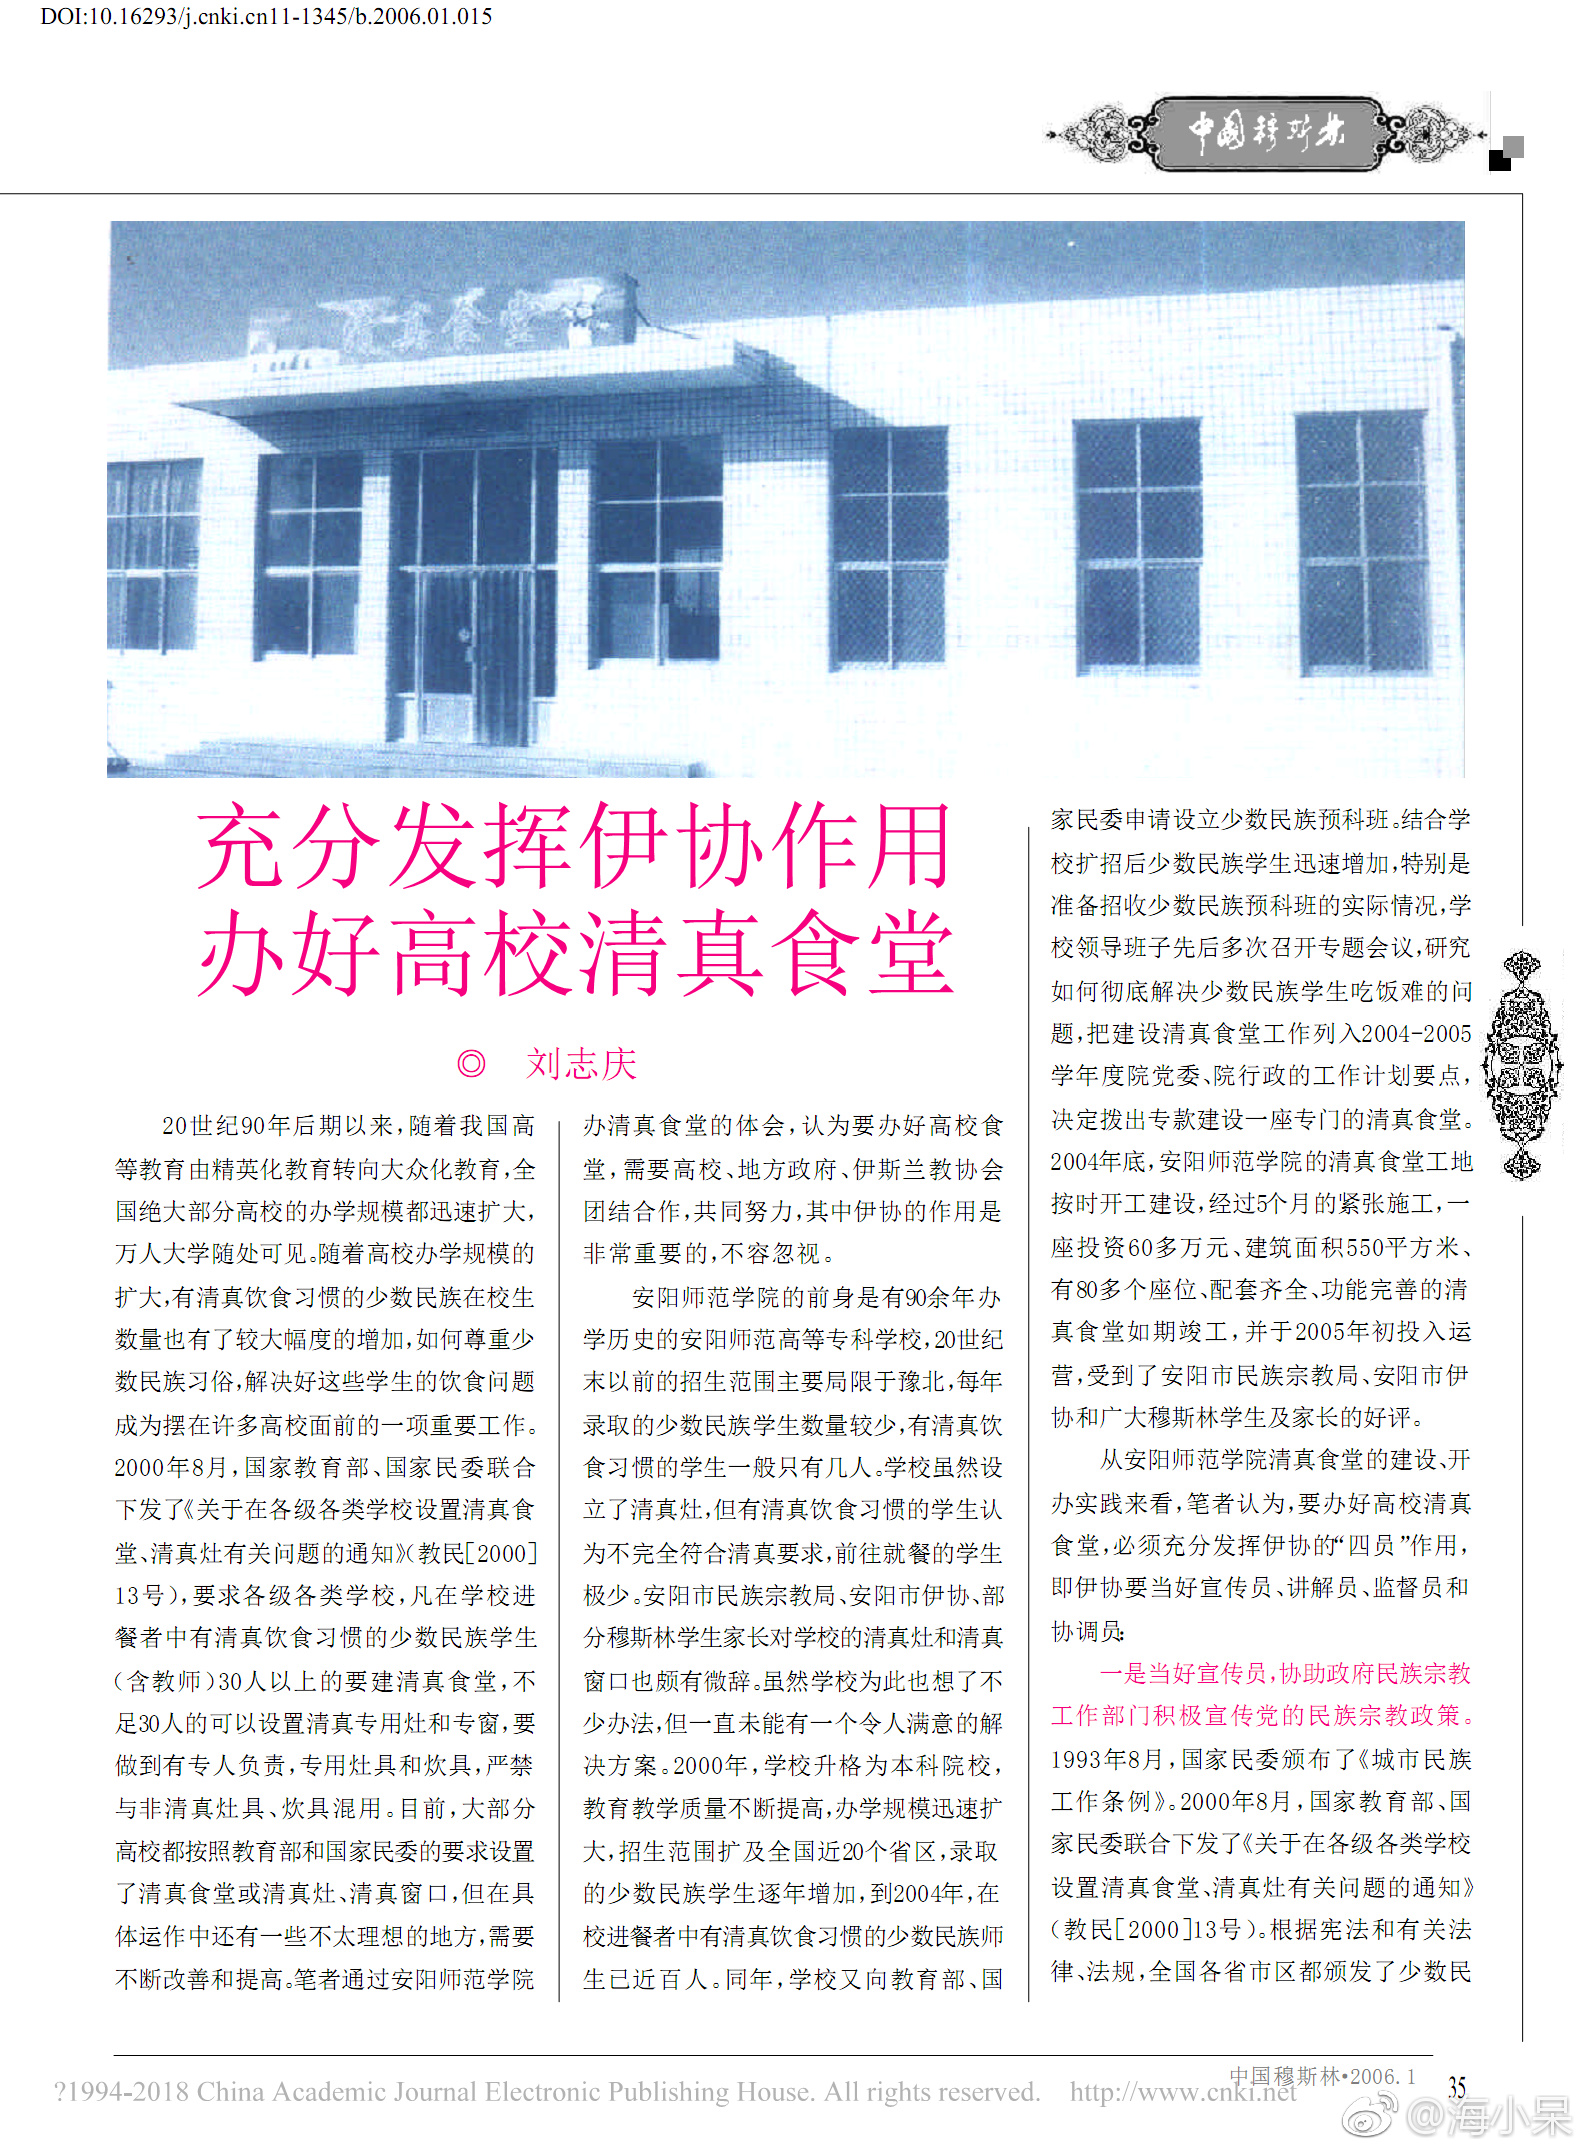 DOI:10.16293/j.cnki.cn11-1345/b.2006.01.015
中国穆斯林
清真食堂
充分发挥伊协作用
办好高校清真食堂
◎ 刘志庆
20世纪90年后期以来,随着我国高
等教育由精英化教育转向大众化教育,全
国绝大部分高校的办学规模都迅速扩大,
万人大学随处可见。随着高校办学规模的
扩大,有清真饮食习惯的少数民族在校生
数量也有了较大幅度的增加,如何尊重少
数民族习俗,解决好这些学生的饮食问题
成为摆在许多高校面前的一项重要工作。
2000年8月,国家教育部、国家民委联合
下发了《关于在各级各类学校设置清真食
堂、清真灶有关问题的通知》(教民[2000]
13号),要求各级各类学校,凡在学校进
餐者中有清真饮食习惯的少数民族学生
(含教师)30人以上的要建清真食堂,不
足30人的可以设置清真专用灶和专窗,要
做到有专人负责,专用灶具和炊具,严禁
与非清真灶具、炊具混用。目前,大部分
高校都按照教育部和国家民委的要求设置
了清真食堂或清真灶、清真窗口,但在具
体运作中还有一些不太理想的地方,需要
不断改善和提高。笔者通过安阳师范学院
办清真食堂的体会,认为要办好高校食
堂,需要高校、地方政府、伊斯兰教协会
团结合作,共同努力,其中伊协的作用是
非常重要的,不容忽视。
安阳师范学院的前身是有90余年办
学历史的安阳师范高等专科学校,20世纪
末以前的招生范围主要局限于豫北,每年
录取的少数民族学生数量较少,有清真饮
食习惯的学生一般只有几人。学校虽然设
立了清真灶,但有清真饮食习惯的学生认
为不完全符合清真要求,前往就餐的学生
极少。安阳市民族宗教局、安阳市伊协、部
分穆斯林学生家长对学校的清真灶和清真
窗口也颇有微辞。虽然学校为此也想了不
少办法,但一直未能有一个令人满意的解
决方案。2000年,学校升格为本科院校,
教育教学质量不断提高,办学规模迅速扩
大,招生范围扩及全国近20个省区,录取
的少数民族学生逐年增加,到2004年,在
校进餐者中有清真饮食习惯的少数民族师
生已近百人。同年,学校又向教育部、国
家民委申请设立少数民族预科班。结合学
校扩招后少数民族学生迅速增加,特别是
准备招收少数民族预科班的实际情况,学
校领导班子先后多次召开专题会议,研究
如何彻底解决少数民族学生吃饭难的问
题,把建设清真食堂工作列入2004-2005
学年度院党委、院行政的工作计划要点,
决定拨出专款建设一座专门的清真食堂。
2004年底,安阳师范学院的清真食堂工地
按时开工建设,经过5个月的紧张施工,一
座投资60多万元、建筑面积550平方米、
有80多个座位、配套齐全、功能完善的清
真食堂如期竣工,并于2005年初投入运
营,受到了安阳市民族宗教局、安阳市伊
协和广大穆斯林学生及家长的好评。
从安阳师范学院清真食堂的建设、开
办实践来看,笔者认为,要办好高校清真
食堂,必须充分发挥伊协的“四员”作用,
即伊协要当好宣传员、讲解员、监督员和
协调员:
一是当好宣传员,协助政府民族宗教
工作部门积极宣传党的民族宗教政策。
1993年8月,国家民委颁布了《城市民族
工作条例》。2000年8月,国家教育部、国
家民委联合下发了《关于在各级各类学校
设置清真食堂、清真灶有关问题的通知》
(教民[2000]13号)。根据宪法和有关法
律、法规,全国各省市区都颁发了少数民
中国穆斯林•2006.1
35
?1994-2018 China Academic Journal Electronic Publishing House. All rights reserved. http://www.cnki.net
@海小呆